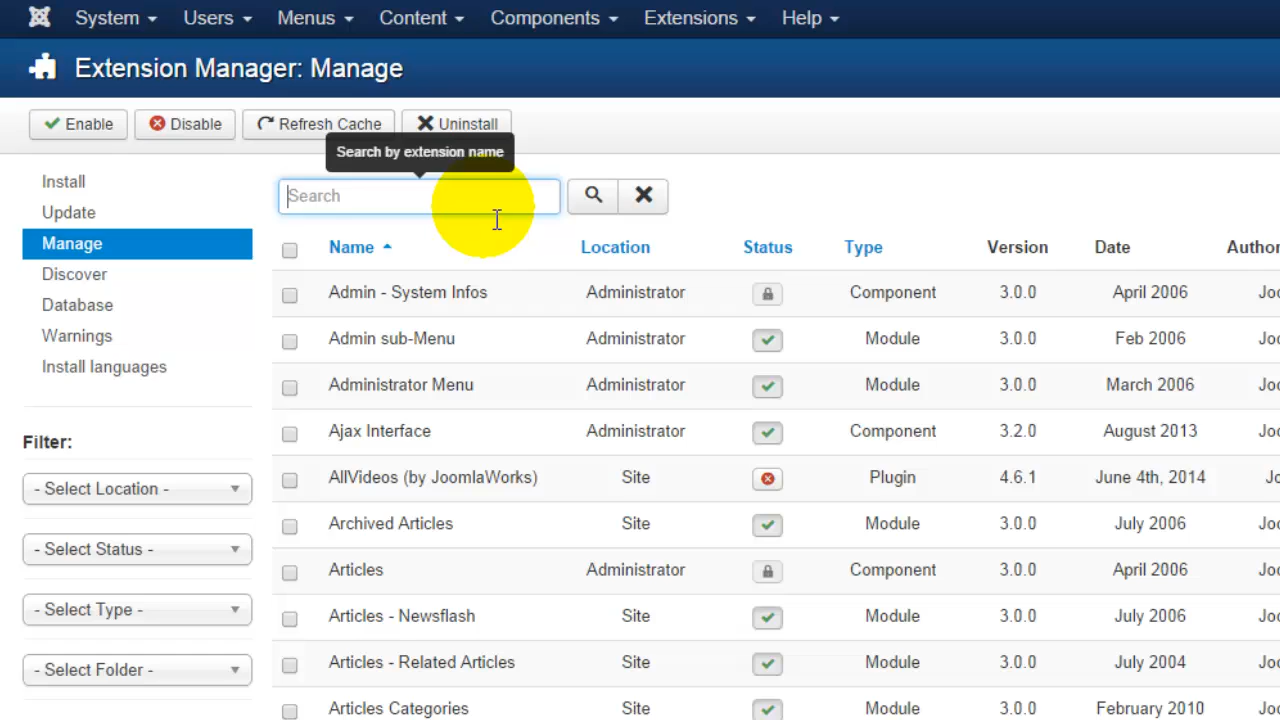 System Users Menus Content Components Extensions Help
Extension Manager: Manage
Enable Disable Refresh Cache Uninstall
Search by extension name
Search
Install
Update
Manage
Discover
Database
Warnings
Install languages
Filter:
- Select Location -
- Select Status -
- Select Type -
- Select Folder -
Name Location Status Type Version Date Author
Admin - System Infos Administrator Component 3.0.0 April 2006
Admin sub-Menu Administrator Module 3.0.0 Feb 2006
Administrator Menu Administrator Module 3.0.0 March 2006
Ajax Interface Administrator Component 3.2.0 August 2013
AllVideos (by JoomlaWorks) Site Plugin 4.6.1 June 4th, 2014
Archived Articles Site Module 3.0.0 July 2006
Articles Administrator Component 3.0.0 April 2006
Articles - Newsflash Site Module 3.0.0 July 2006
Articles - Related Articles Site Module 3.0.0 July 2004
Articles Categories Site Module 3.0.0 February 2010